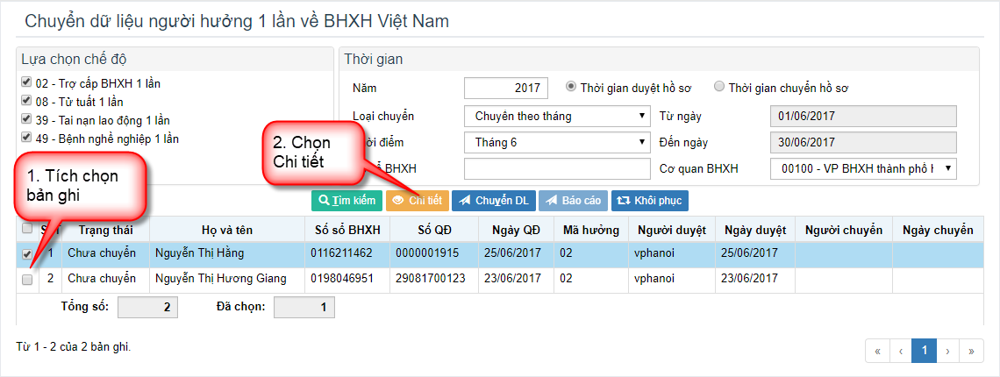 Chuyển dữ liệu người hưởng 1 lần về BHXH Việt Nam
Lựa chọn chế độ
02 - Trợ cấp BHXH 1 lần
08 - Tử tuất 1 lần
39 - Tai nạn lao động 1 lần
49 - Bệnh nghề nghiệp 1 lần
Thời gian
Năm 2017 Thời gian duyệt hồ sơ Thời gian chuyển hồ sơ
Loại chuyển Chuyển theo tháng Từ ngày 01/06/2017
điểm Tháng 6 Đến ngày 30/06/2017
BHXH Cơ quan BHXH 00100 - VP BHXH thành phố
2. Chọn
Chi tiết
1. Tích chọn
bản ghi
Tìm kiếm Chi tiết Chuyển DL Báo cáo Khôi phục
Trạng thái Họ và tên Số sổ BHXH Số QĐ Ngày QĐ Mã hưởng Người duyệt Ngày duyệt Người chuyển Ngày chuyển
1 Chưa chuyển Nguyễn Thị Hằng 0116211462 0000001915 25/06/2017 02 vphanoi 25/06/2017
2 Chưa chuyển Nguyễn Thị Hương Giang 0198046951 29081700123 23/06/2017 02 vphanoi 23/06/2017
Tổng số: 2 Đã chọn: 1
Từ 1 - 2 của 2 bản ghi.
« ‹ 1 › »